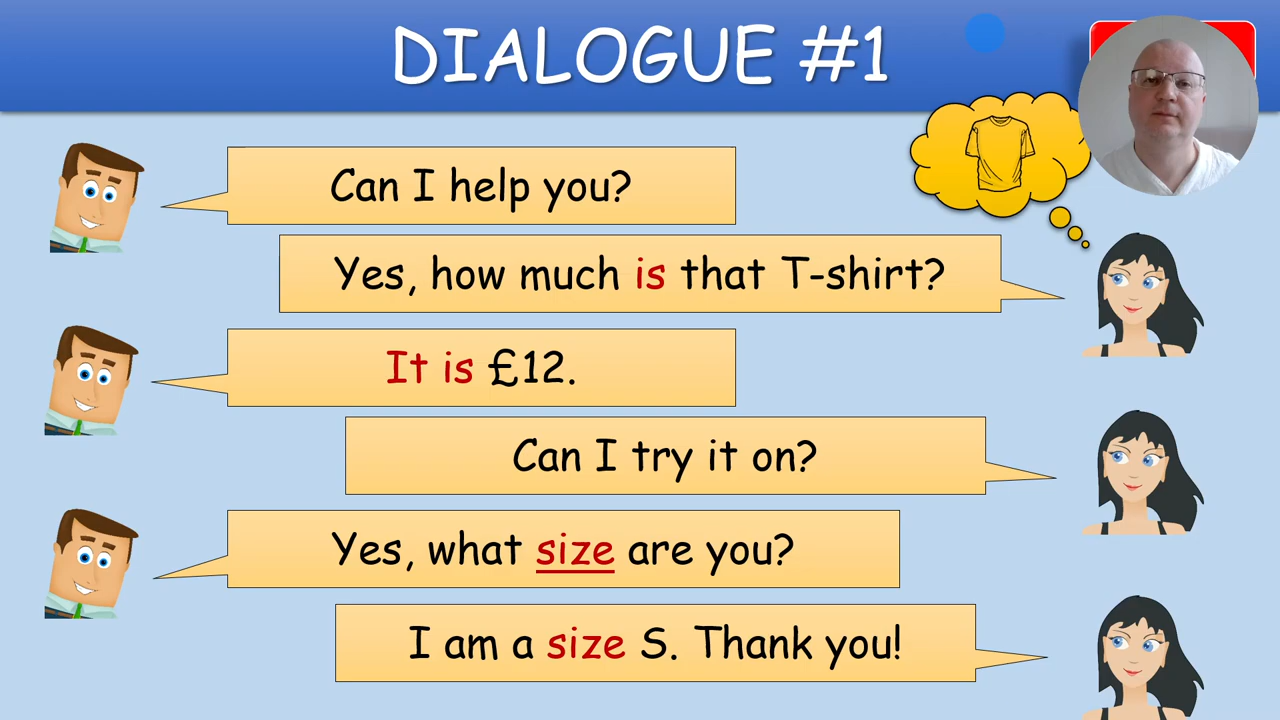 DIALOGUE #1
Can I help you?
Yes, how much is that T-shirt?
It is £12.
Can I try it on?
Yes, what size are you?
I am a size S. Thank you!